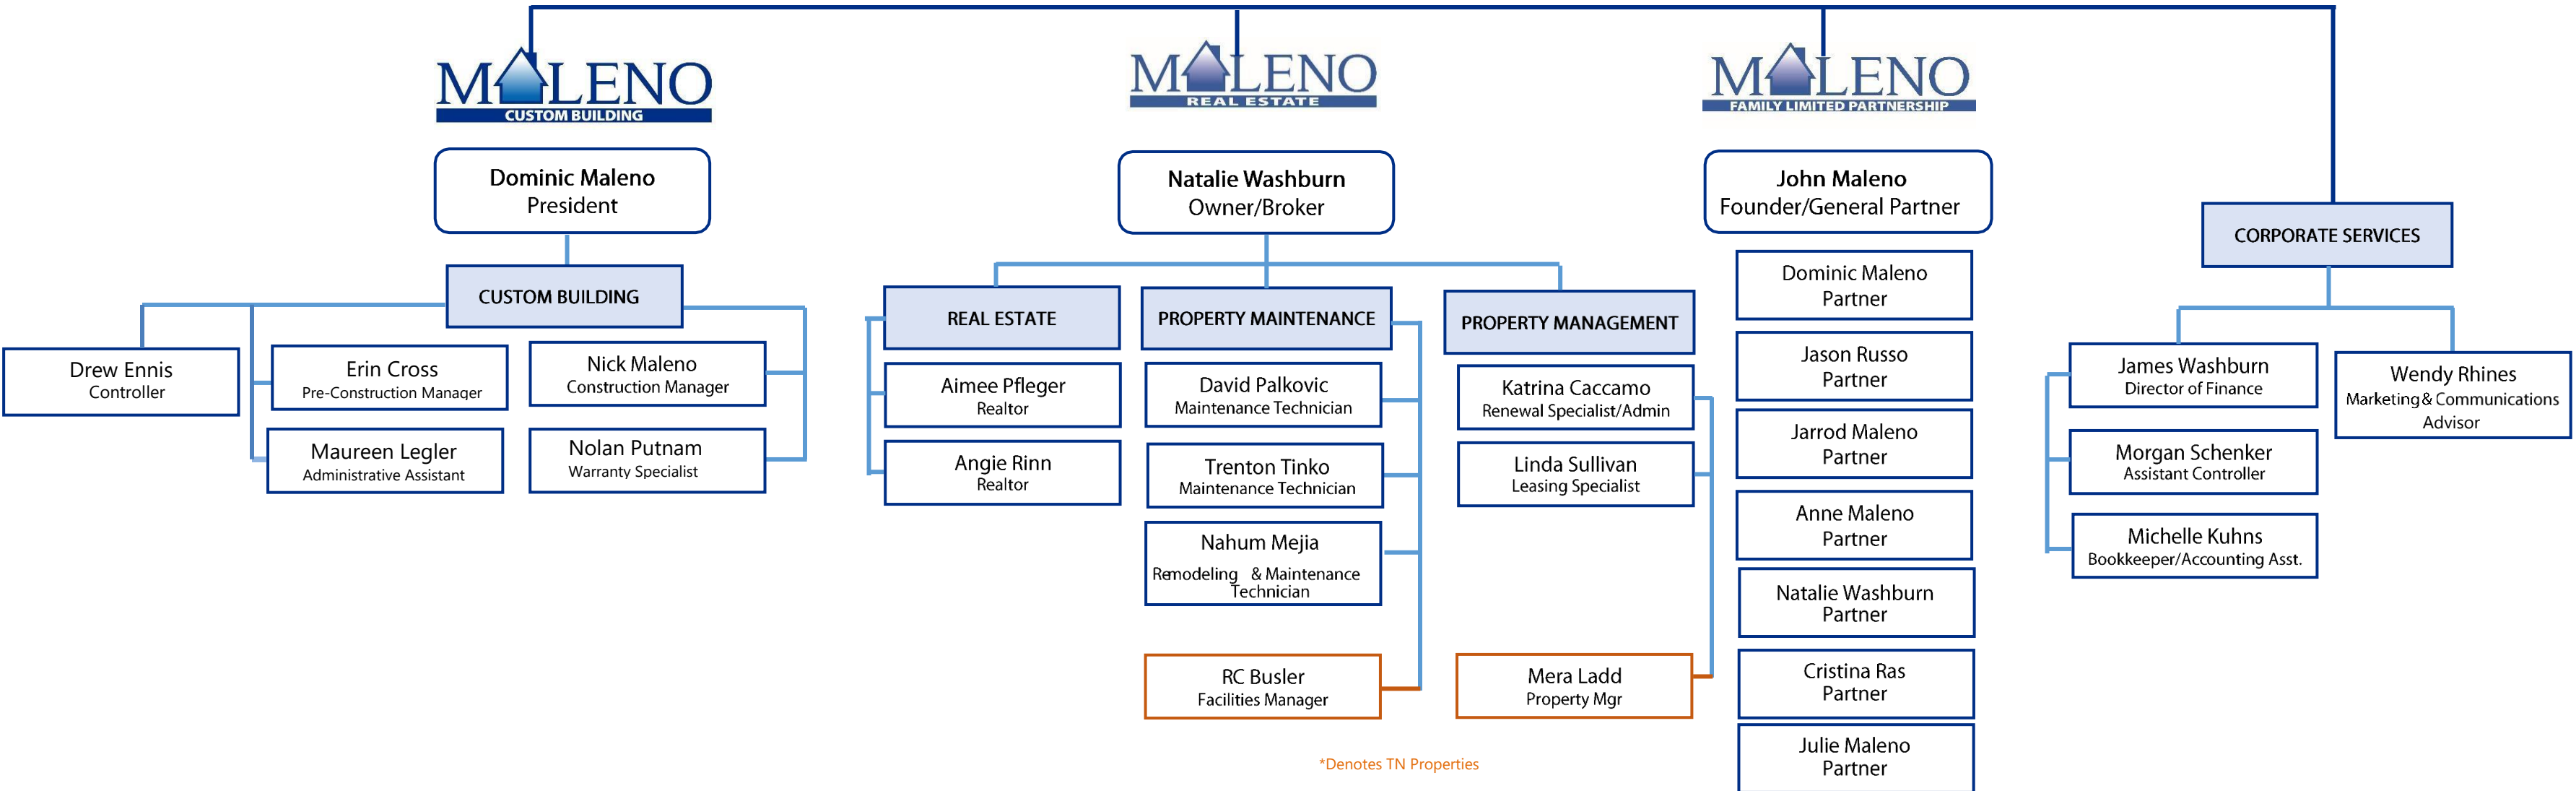 MALENO
CUSTOM BUILDING
Dominic Maleno
President
CUSTOM BUILDING
Drew Ennis
Controller
Erin Cross
Pre-Construction Manager
Maureen Legler
Administrative Assistant
Nick Maleno
Construction Manager
Nolan Putnam
Warranty Specialist
MALENO
REAL ESTATE
Natalie Washburn
Owner/Broker
REAL ESTATE
Aimee Pfleger
Realtor
Angie Rinn
Realtor
PROPERTY MAINTENANCE
David Palkovic
Maintenance Technician
Trenton Tinko
Maintenance Technician
Nahum Mejia
Remodeling & Maintenance
Technician
RC Busler
Facilities Manager
PROPERTY MANAGEMENT
Katrina Caccamo
Renewal Specialist/Admin
Linda Sullivan
Leasing Specialist
Mera Ladd
Property Mgr
*Denotes TN Properties
MALENO
FAMILY LIMITED PARTNERSHIP
John Maleno
Founder/General Partner
Dominic Maleno
Partner
Jason Russo
Partner
Jarrod Maleno
Partner
Anne Maleno
Partner
Natalie Washburn
Partner
Cristina Ras
Partner
Julie Maleno
Partner
CORPORATE SERVICES
James Washburn
Director of Finance
Morgan Schenker
Assistant Controller
Michelle Kuhns
Bookkeeper/Accounting Asst.
Wendy Rhines
Marketing & Communications
Advisor